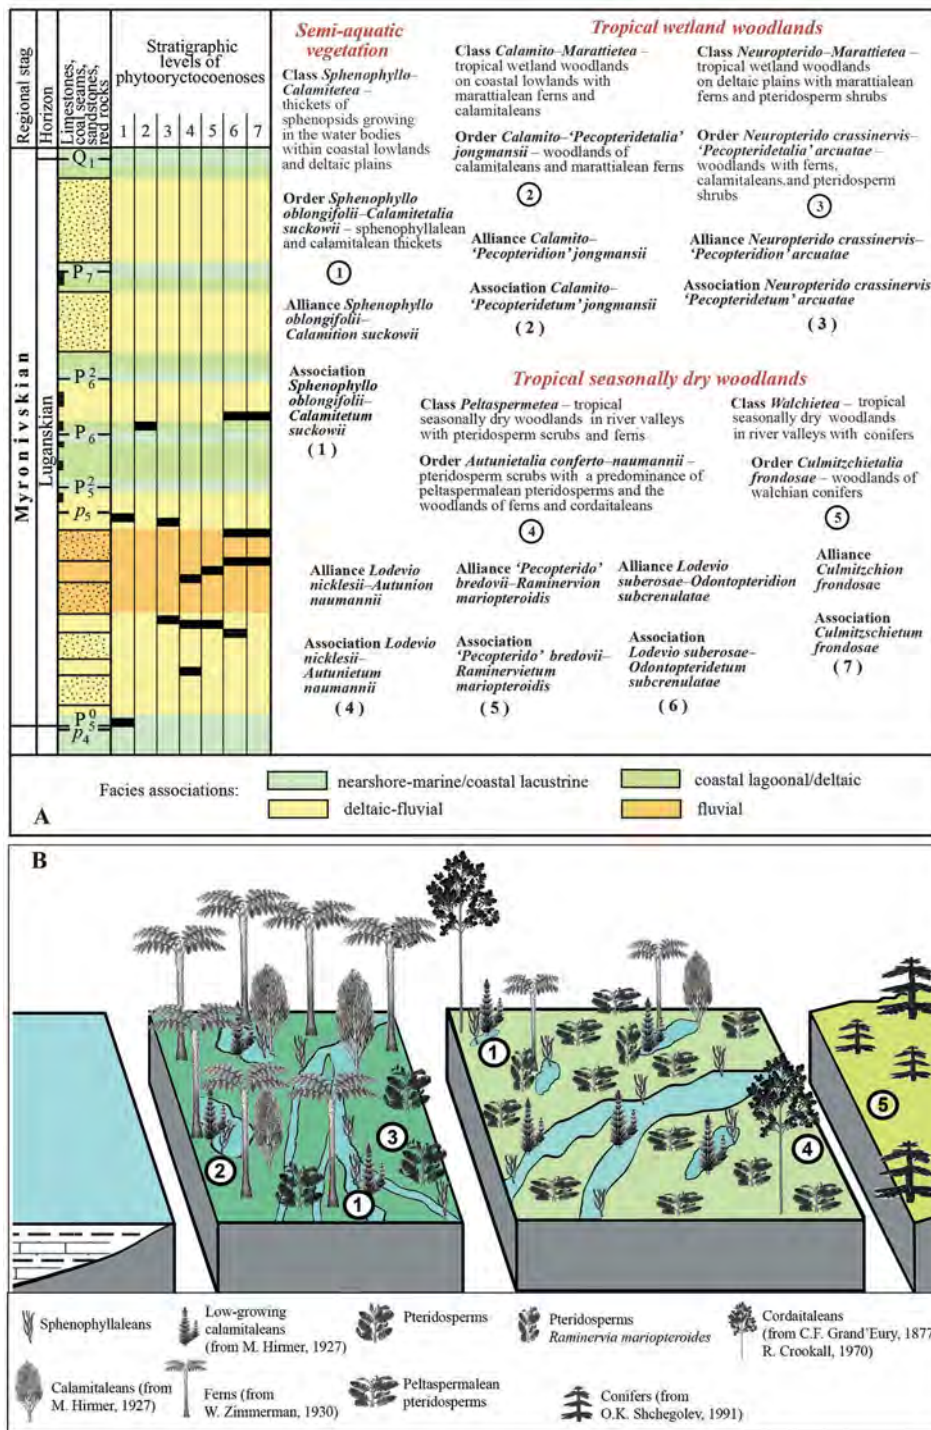 Regional stag
Horizon
Limestones,
coal seams,
sandstones,
red rocks
Stratigraphic
levels of
phytooryctocoenoses
1 2 3 4 5 6 7
Myronivskian
Luganskian
Q1
P7
P6^2
P6
P5^2
p5
P5^0
p4
Semi-aquatic
vegetation
Class Sphenophyllo–
Calamitetea –
thickets of
sphenopsids growing
in the water bodies
within coastal lowlands
and deltaic plains
Order Sphenophyllo
oblongifolii–Calamitetalia
suckowii – sphenophyllalean
and calamitalean thickets
1
Alliance Sphenophyllo
oblongifolii–
Calamition suckowii
Association
Sphenophyllo
oblongifolii–
Calamitetum
suckowii
( 1 )
Tropical wetland woodlands
Class Calamito–Marattietea –
tropical wetland woodlands
on coastal lowlands with
marattialean ferns and
calamitaleans
Order Calamito–‘Pecopteridetalia’
jongmansii – woodlands of
calamitaleans and marattialean ferns
2
Alliance Calamito–
‘Pecopteridion’ jongmansii
Association Calamito–
‘Pecopteridetum’ jongmansii
( 2 )
Class Neuropterido–Marattietea –
tropical wetland woodlands
on deltaic plains with marattialean
ferns and pteridosperm shrubs
Order Neuropterido crassinervis–
‘Pecopteridetalia’ arcuatae –
woodlands with ferns,
calamitaleans,and pteridosperm
shrubs
3
Alliance Neuropterido crassinervis–
‘Pecopteridion’ arcuatae
Association Neuropterido crassinervis
‘Pecopteridetum’ arcuatae
( 3 )
Tropical seasonally dry woodlands
Class Peltaspermetea – tropical
seasonally dry woodlands in river valleys
with pteridosperm scrubs and ferns
Order Autunietalia conferto–naumannii –
pteridosperm scrubs with a predominance of
peltaspermalean pteridosperms and the
woodlands of ferns and cordaitaleans
4
Class Walchietea – tropical
seasonally dry woodlands
in river valleys with conifers
Order Culmitzchietalia
frondosae – woodlands of
walchian conifers
5
Alliance Lodevio
nicklesii–Autunion
naumannii
Association Lodevio
nicklesii–
Autunietum
naumannii
( 4 )
Alliance ‘Pecopterido’
bredovii–Raminervion
mariopteroidis
Association
‘Pecopterido’ bredovii–
Raminervietum
mariopteroidis
( 5 )
Alliance Lodevio
suberosae–Odontopteridion
subcrenulatae
Association
Lodevio suberosae–
Odontopteridetum
subcrenulatae
( 6 )
Alliance
Culmitzchion
frondosae
Association
Culmitzschietum
frondosae
( 7 )
A
Facies associations:
nearshore-marine/coastal lacustrine
coastal lagoonal/deltaic
deltaic-fluvial
fluvial
B
1
5
3
4
2
1
Sphenophyllaleans
Low-growing
calamitaleans
(from M. Hirmer, 1927)
Pteridosperms
Pteridosperms
Raminervia mariopteroides
Cordaitaleans
(from C.F. Grand’Eury, 1877
R. Crookall, 1970)
Calamitaleans (from
M. Hirmer, 1927)
Ferns (from
W. Zimmerman, 1930)
Peltaspermalean
pteridosperms
Conifers (from
O.K. Shchegolev, 1991)